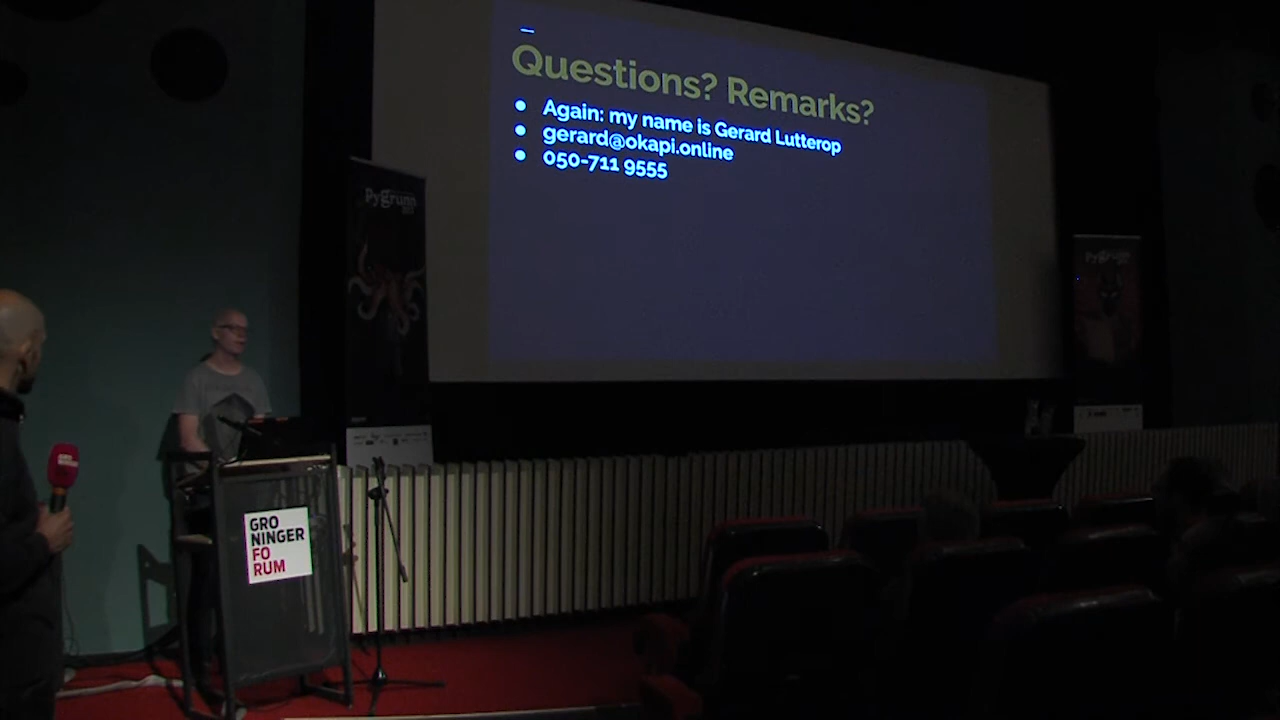 Questions? Remarks?
Again: my name is Gerard Lutterop
gerard@okapi.online
050-711 9555
Pygrunn
Pygrunn
GRO
NINGER
FO
RUM